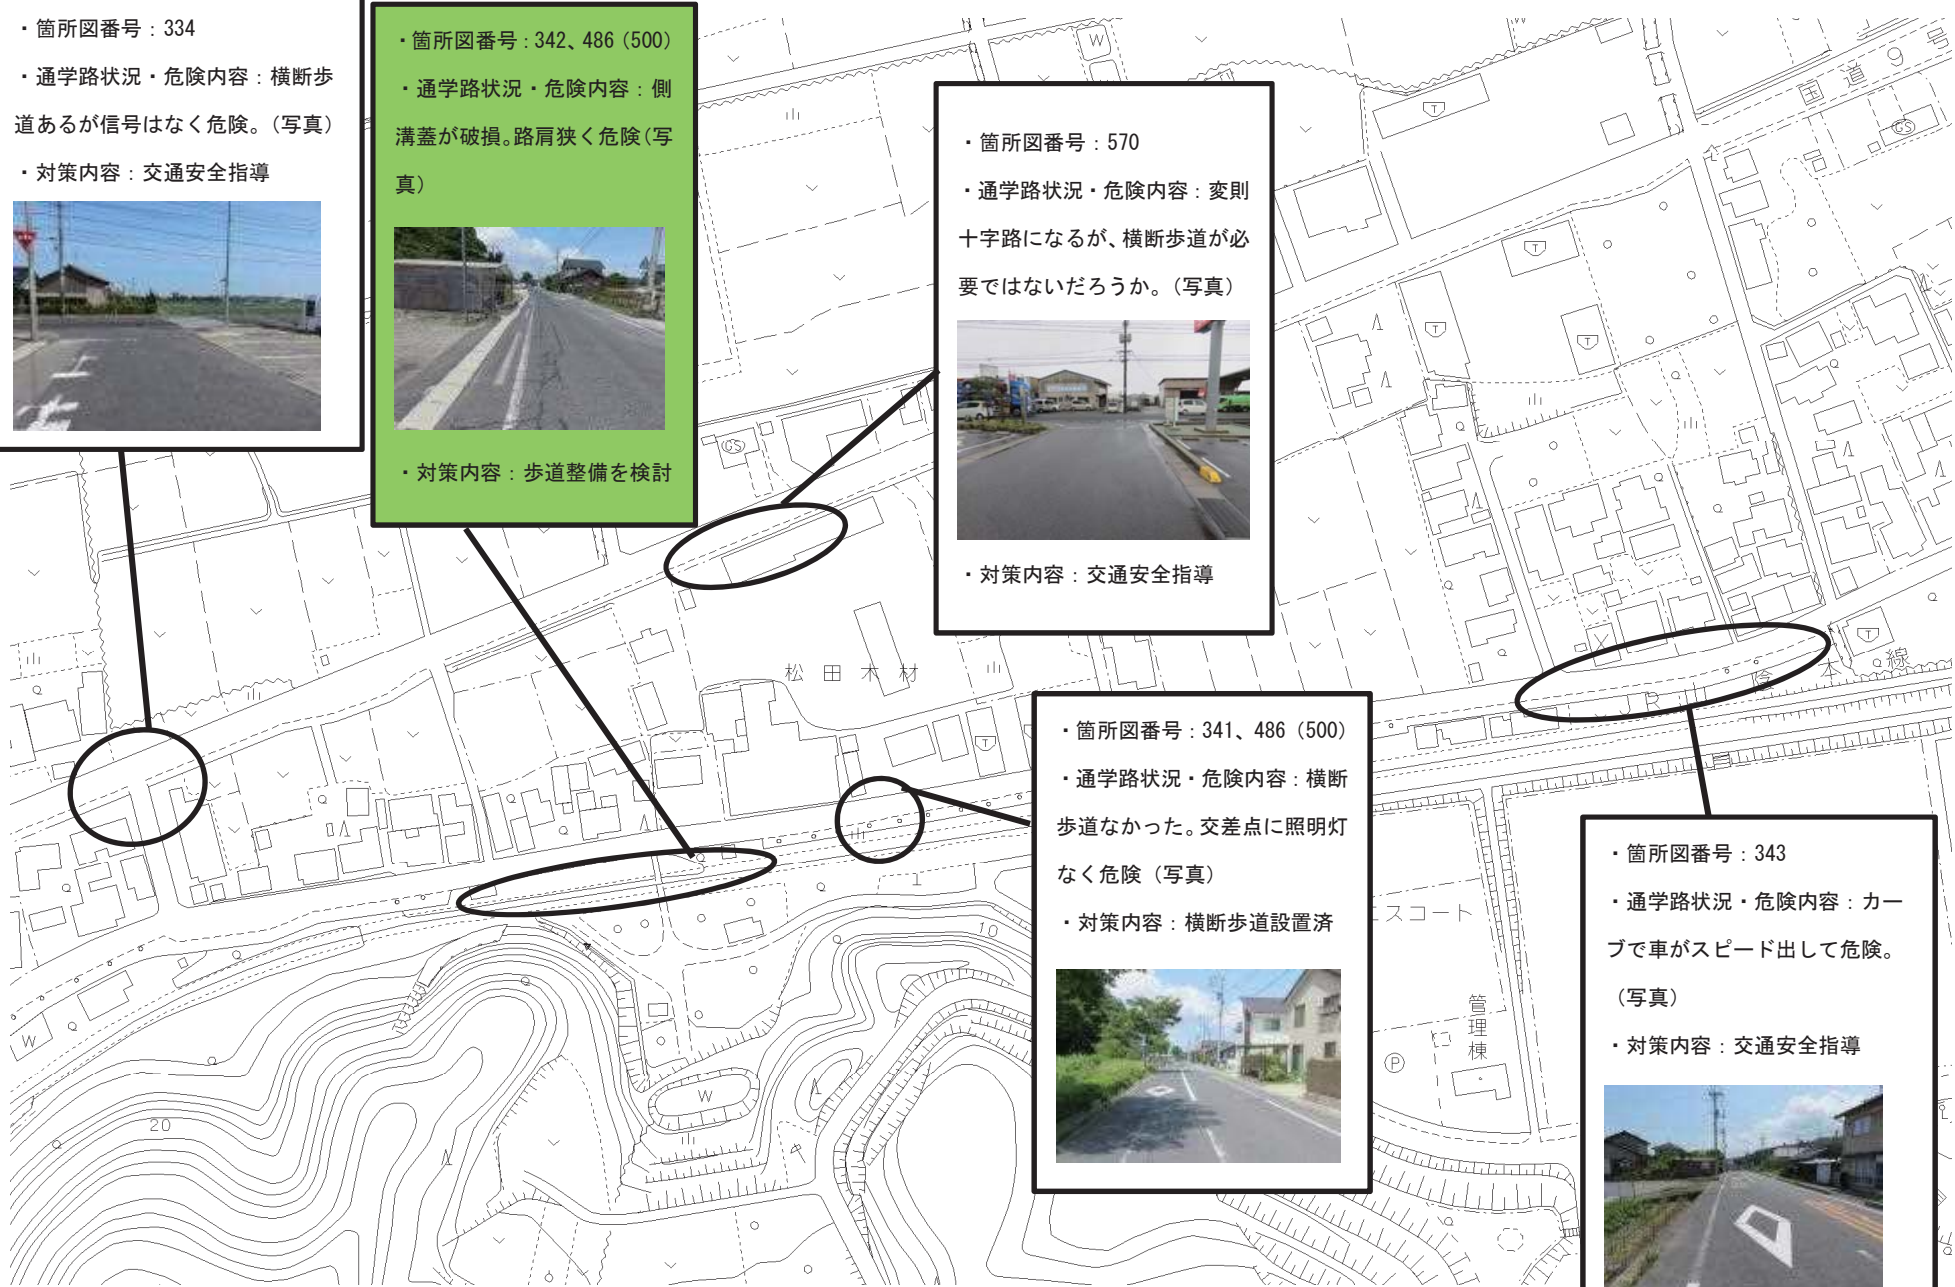 ・箇所図番号：334
・通学路状況・危険内容：横断歩
道あるが信号はなく危険。（写真）
・対策内容：交通安全指導
・箇所図番号：342、486（500）
・通学路状況・危険内容：側
溝蓋が破損。路肩狭く危険（写
真）
・対策内容：歩道整備を検討
・箇所図番号：570
・通学路状況・危険内容：変則
十字路になるが、横断歩道が必
要ではないだろうか。（写真）
・対策内容：交通安全指導
・箇所図番号：341、486（500）
・通学路状況・危険内容：横断
歩道なかった。交差点に照明灯
なく危険（写真）
・対策内容：横断歩道設置済
・箇所図番号：343
・通学路状況・危険内容：カー
ブで車がスピード出して危険。
（写真）
・対策内容：交通安全指導
国道9
GS
GS
松田木材
JR山陰本線
スコート
管理棟
P
W
W
W
10
20